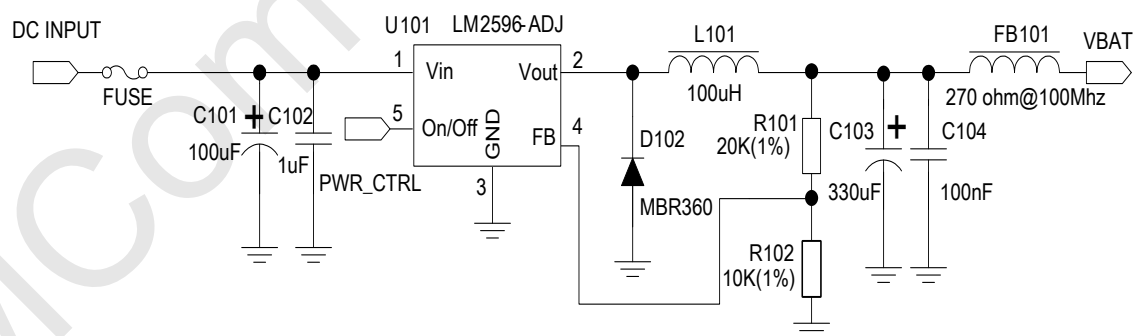 DC INPUT
FUSE
C101
100uF
C102
1uF
PWR_CTRL
U101
LM2596-ADJ
1
Vin
5
On/Off
GND
3
Vout
2
FB
4
D102
MBR360
L101
100uH
R101
20K(1%)
R102
10K(1%)
C103
330uF
C104
100nF
FB101
270 ohm@100Mhz
VBAT